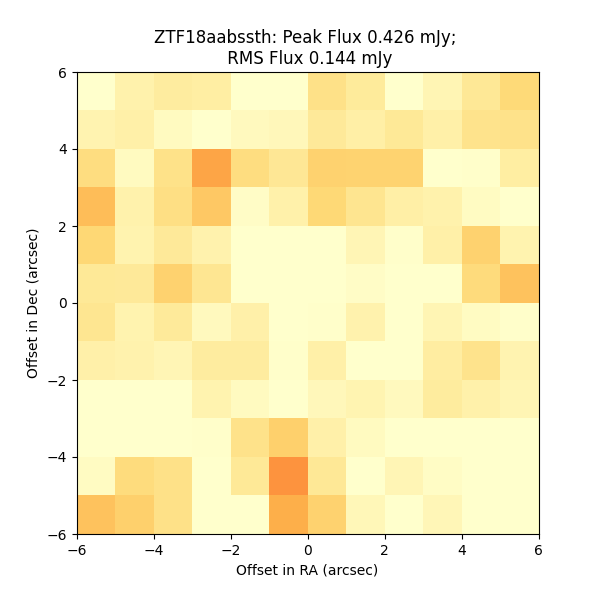 ZTF18aabssth: Peak Flux 0.426 mJy;
RMS Flux 0.144 mJy
6
4
2
0
−2
−4
−6
Offset in Dec (arcsec)
−6 −4 −2 0 2 4 6
Offset in RA (arcsec)